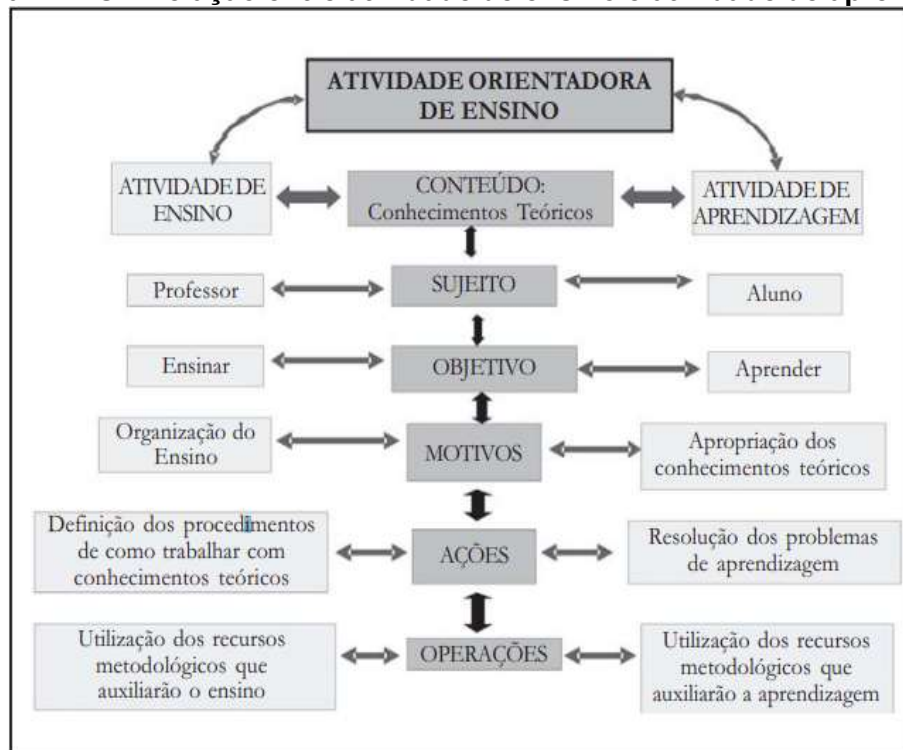 ATIVIDADE ORIENTADORA
DE ENSINO
ATIVIDADE DE
ENSINO
CONTEÚDO:
Conhecimentos Teóricos
ATIVIDADE DE
APRENDIZAGEM
Professor
SUJEITO
Aluno
Ensinar
OBJETIVO
Aprender
Organização do
Ensino
MOTIVOS
Apropriação dos
conhecimentos teóricos
Definição dos procedimentos
de como trabalhar com
conhecimentos teóricos
AÇÕES
Resolução dos problemas
de aprendizagem
Utilização dos recursos
metodológicos que
auxiliarão o ensino
OPERAÇÕES
Utilização dos recursos
metodológicos que
auxiliarão a aprendizagem